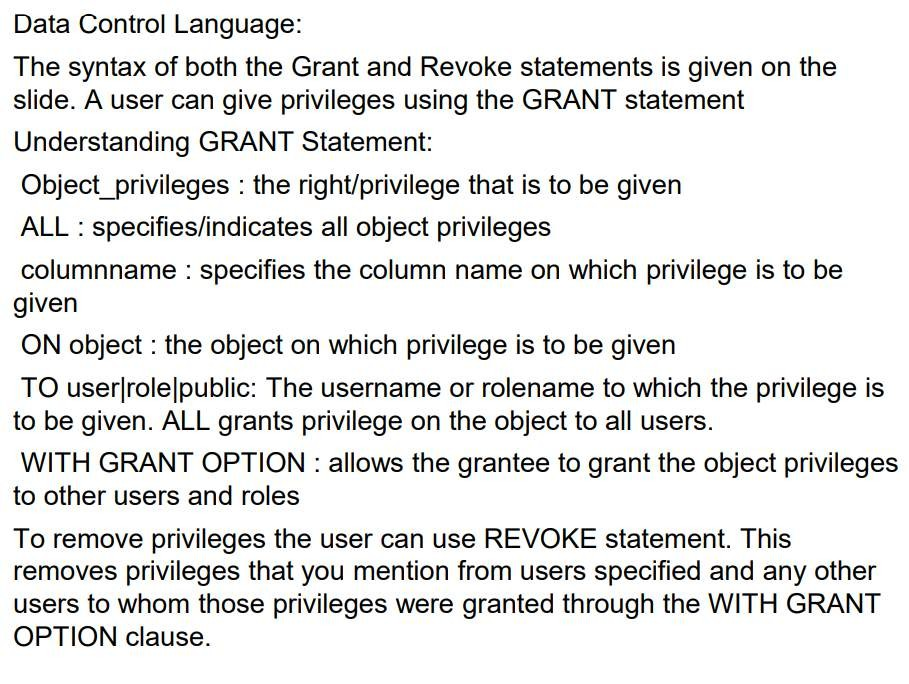 Data Control Language:
The syntax of both the Grant and Revoke statements is given on the
slide. A user can give privileges using the GRANT statement
Understanding GRANT Statement:
Object_privileges : the right/privilege that is to be given
ALL : specifies/indicates all object privileges
columnname : specifies the column name on which privilege is to be
given
ON object : the object on which privilege is to be given
TO user|role|public: The username or rolename to which the privilege is
to be given. ALL grants privilege on the object to all users.
WITH GRANT OPTION : allows the grantee to grant the object privileges
to other users and roles
To remove privileges the user can use REVOKE statement. This
removes privileges that you mention from users specified and any other
users to whom those privileges were granted through the WITH GRANT
OPTION clause.